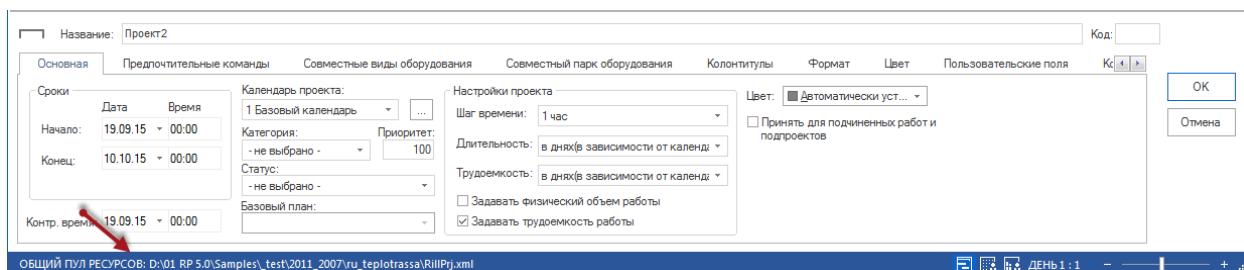 Название: Проект2 Код:
Основная Предпочтительные команды Совместные виды оборудования Совместный парк оборудования Колонтитулы Формат Цвет Пользовательские поля Кс
Сроки
Дата Время
Начало: 19.09.15 00:00
Конец: 10.10.15 00:00
Контр. время 19.09.15 00:00
Календарь проекта:
1 Базовый календарь ...
Категория: Приоритет:
- не выбрано - 100
Статус:
- не выбрано -
Базовый план:
Настройки проекта
Шаг времени: 1 час
Длительность: в днях(в зависимости от календа
Трудоемкость: в днях(в зависимости от календа
Задавать физический объем работы
Задавать трудоемкость работы
Цвет: Автоматически уст...
Принять для подчиненных работ и
подпроектов
OK
Отмена
ОБЩИЙ ПУЛ РЕСУРСОВ: D:\01 RP 5.0\Samples\_test\2011_2007\ru_teplotrassa\RillPrj.xml ДЕНЬ 1 : 1